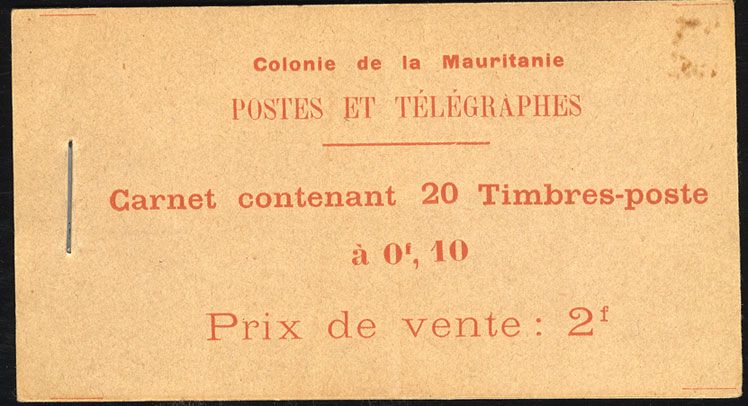 Colonie de la Mauritanie
POSTES ET TÉLÉGRAPHES
Carnet contenant 20 Timbres-poste
à 0f, 10
Prix de vente : 2f